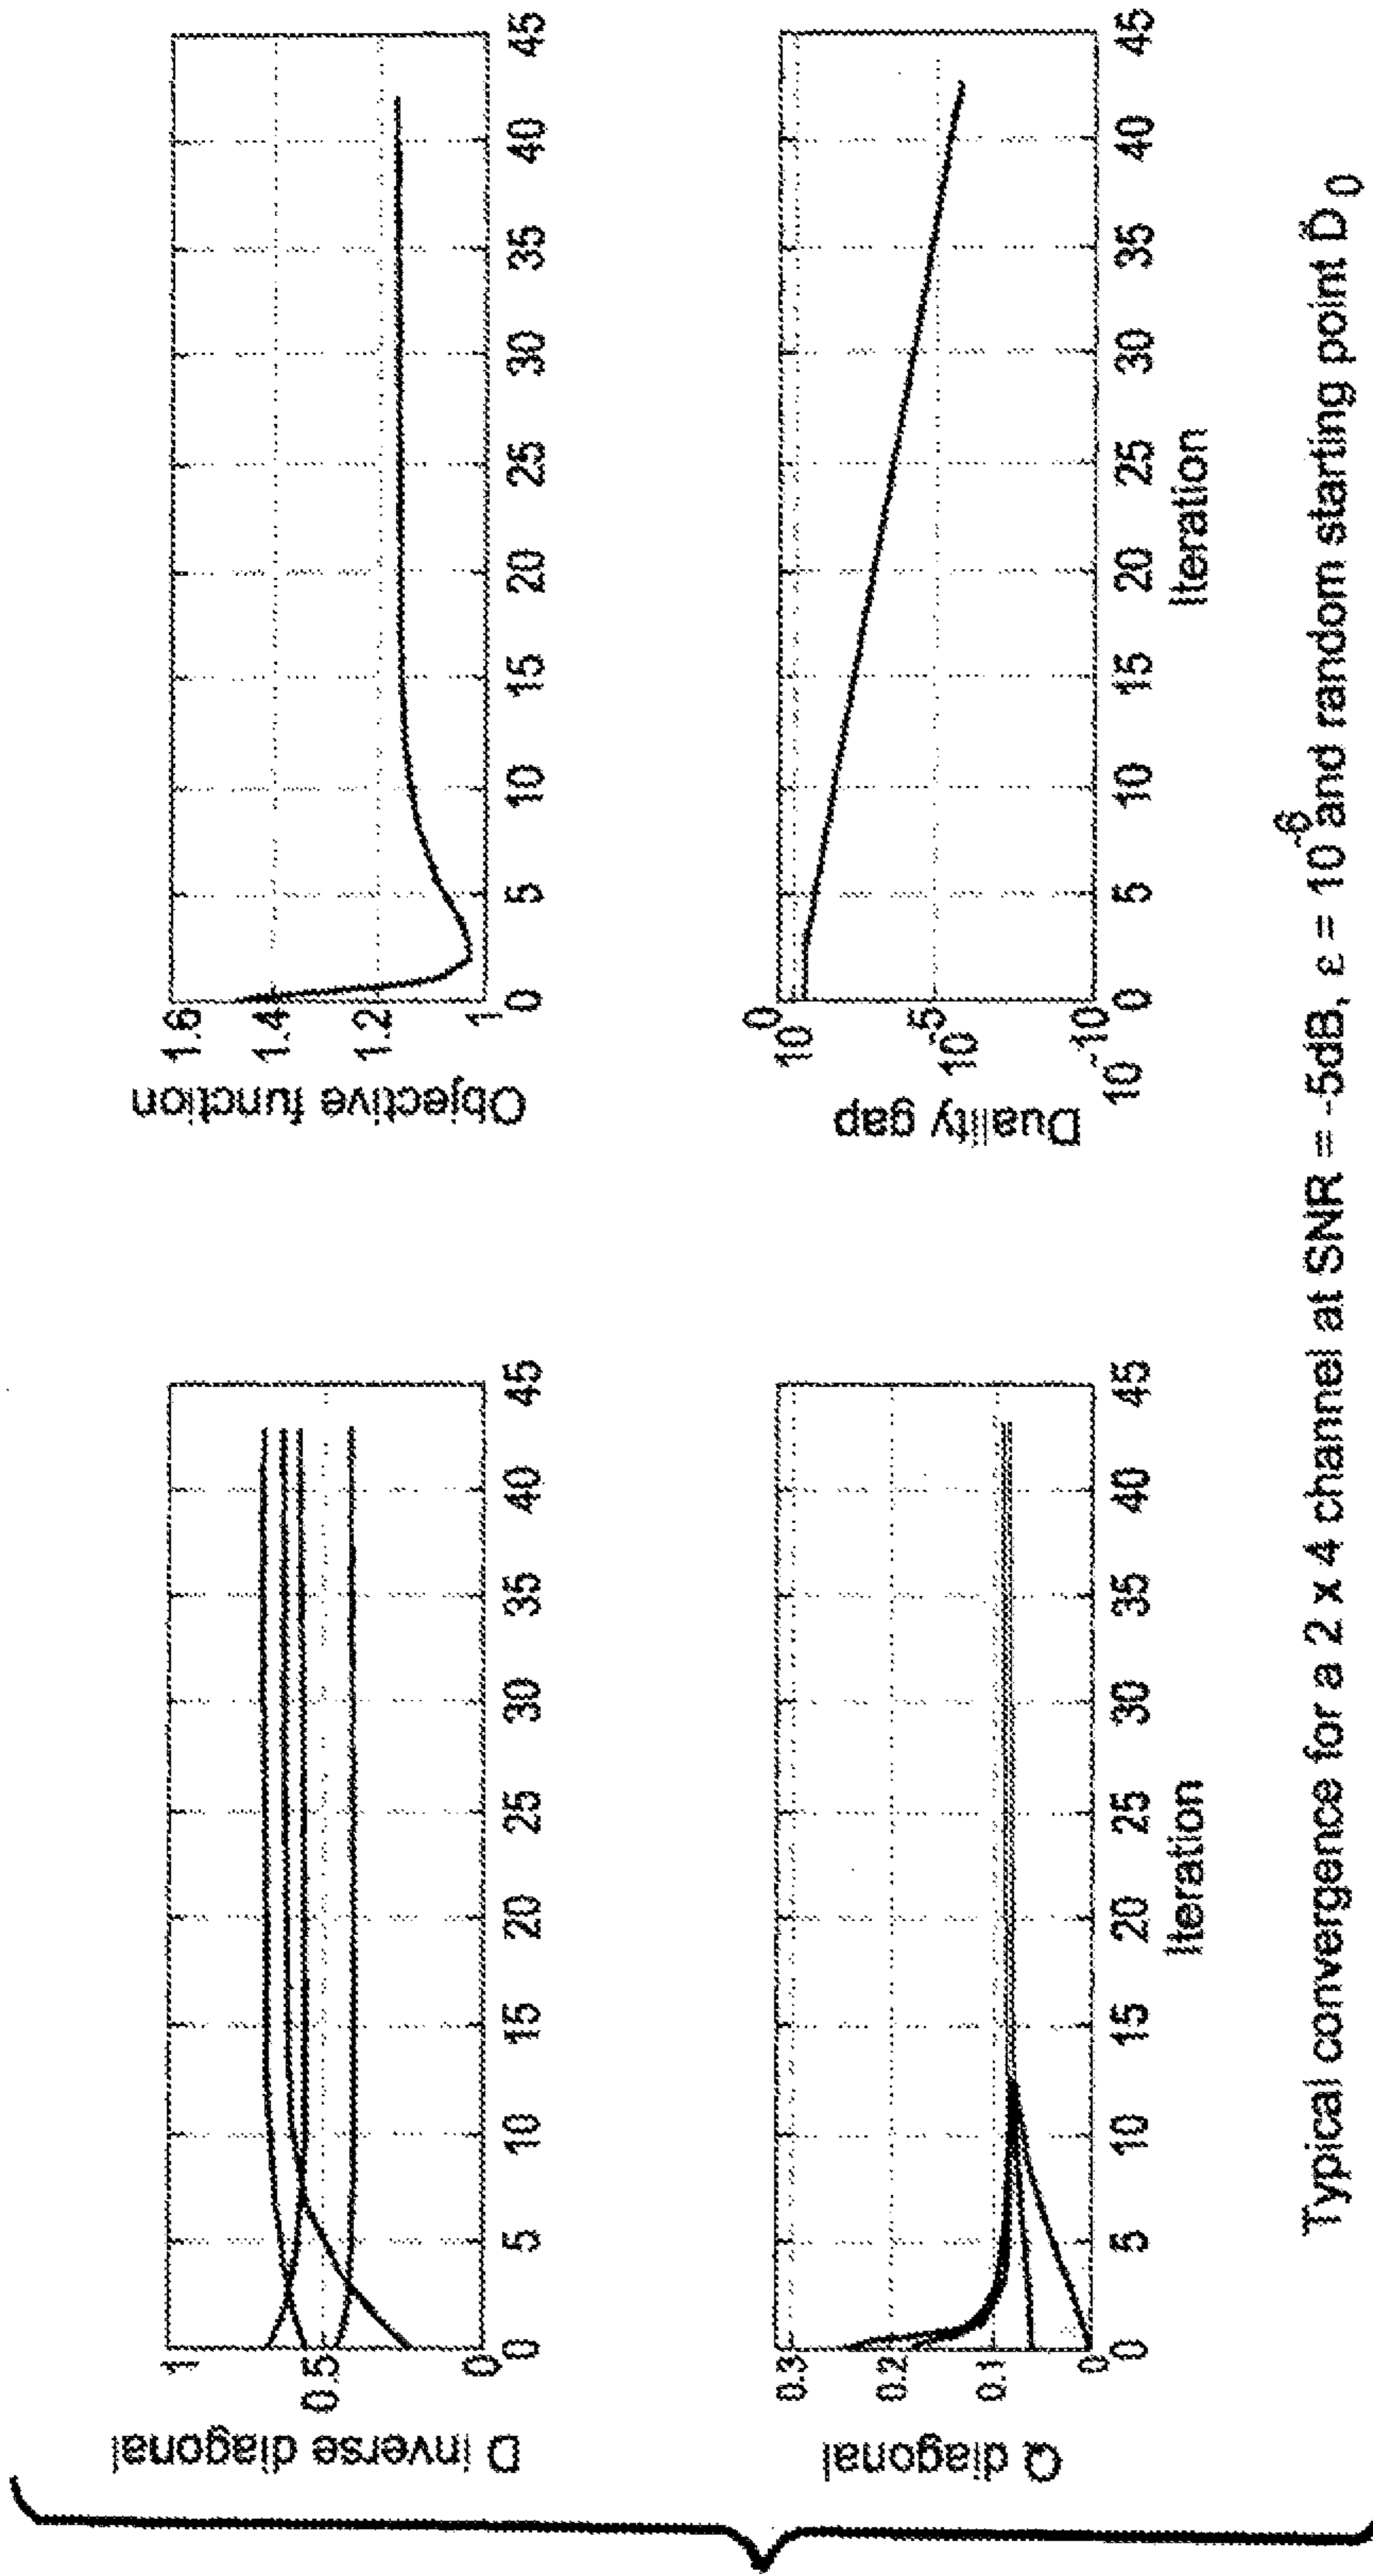 D inverse diagonal
1
0.5
0
0 5 10 15 20 25 30 35 40 45
Objective function
1.6
1.4
1.2
1
0 5 10 15 20 25 30 35 40 45
Q diagonal
0.3
0.2
0.1
0
0 5 10 15 20 25 30 35 40 45
Iteration
Duality gap
10^0
10^-5
10^-10
0 5 10 15 20 25 30 35 40 45
Iteration
Typical convergence for a 2 x 4 channel at SNR = -5dB, ε = 10^-6 and random starting point D̈0